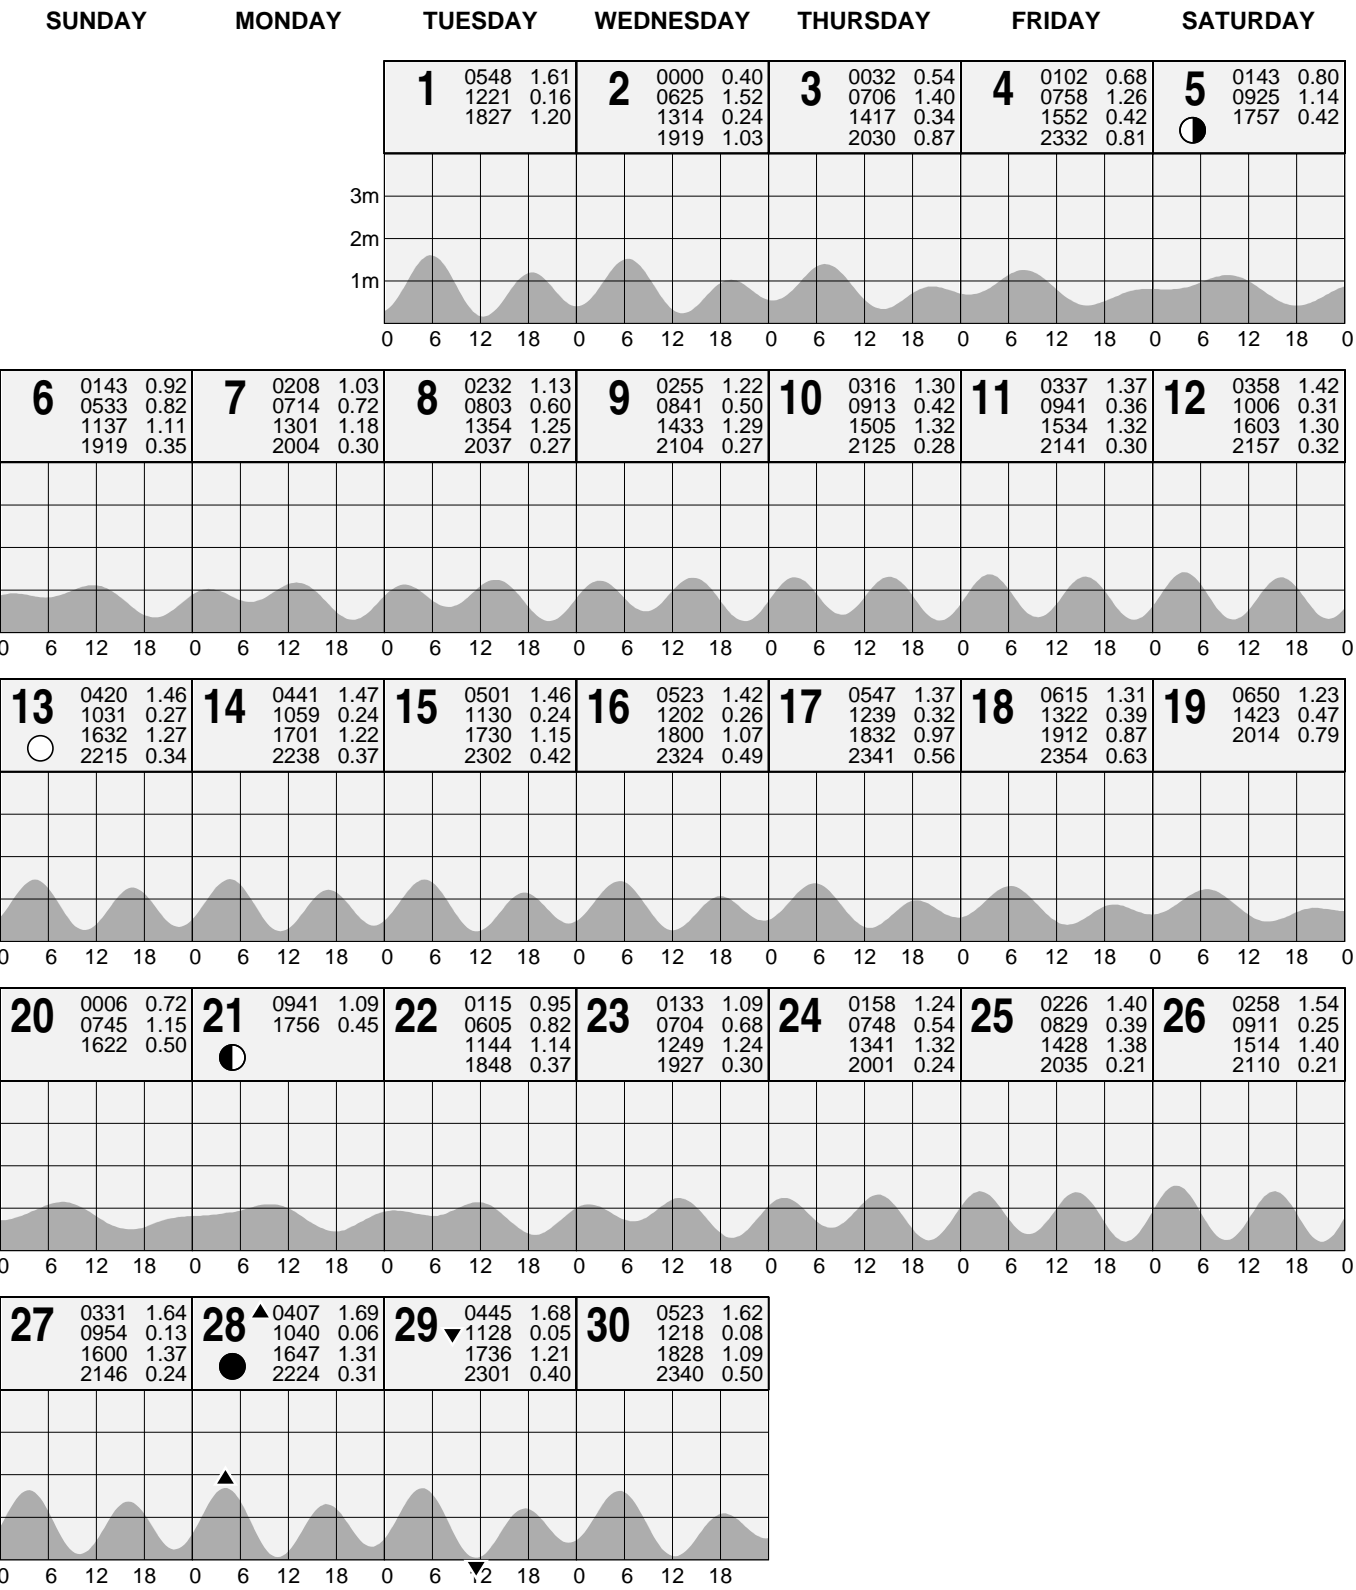 SUNDAY MONDAY TUESDAY WEDNESDAY THURSDAY FRIDAY SATURDAY
1 0548 1.61
1221 0.16
1827 1.20
2 0000 0.40
0625 1.52
1314 0.24
1919 1.03
3 0032 0.54
0706 1.40
1417 0.34
2030 0.87
4 0102 0.68
0758 1.26
1552 0.42
2332 0.81
5 0143 0.80
0925 1.14
1757 0.42
3m
2m
1m
0 6 12 18 0 6 12 18 0 6 12 18 0 6 12 18 0 6 12 18 0
6 0143 0.92
0533 0.82
1137 1.11
1919 0.35
7 0208 1.03
0714 0.72
1301 1.18
2004 0.30
8 0232 1.13
0803 0.60
1354 1.25
2037 0.27
9 0255 1.22
0841 0.50
1433 1.29
2104 0.27
10 0316 1.30
0913 0.42
1505 1.32
2125 0.28
11 0337 1.37
0941 0.36
1534 1.32
2141 0.30
12 0358 1.42
1006 0.31
1603 1.30
2157 0.32
0 6 12 18 0 6 12 18 0 6 12 18 0 6 12 18 0 6 12 18 0 6 12 18 0 6 12 18 0
13 0420 1.46
1031 0.27
1632 1.27
2215 0.34
14 0441 1.47
1059 0.24
1701 1.22
2238 0.37
15 0501 1.46
1130 0.24
1730 1.15
2302 0.42
16 0523 1.42
1202 0.26
1800 1.07
2324 0.49
17 0547 1.37
1239 0.32
1832 0.97
2341 0.56
18 0615 1.31
1322 0.39
1912 0.87
2354 0.63
19 0650 1.23
1423 0.47
2014 0.79
0 6 12 18 0 6 12 18 0 6 12 18 0 6 12 18 0 6 12 18 0 6 12 18 0 6 12 18 0
20 0006 0.72
0745 1.15
1622 0.50
21 0941 1.09
1756 0.45
22 0115 0.95
0605 0.82
1144 1.14
1848 0.37
23 0133 1.09
0704 0.68
1249 1.24
1927 0.30
24 0158 1.24
0748 0.54
1341 1.32
2001 0.24
25 0226 1.40
0829 0.39
1428 1.38
2035 0.21
26 0258 1.54
0911 0.25
1514 1.40
2110 0.21
0 6 12 18 0 6 12 18 0 6 12 18 0 6 12 18 0 6 12 18 0 6 12 18 0 6 12 18 0
27 0331 1.64
0954 0.13
1600 1.37
2146 0.24
28 0407 1.69
1040 0.06
1647 1.31
2224 0.31
29 0445 1.68
1128 0.05
1736 1.21
2301 0.40
30 0523 1.62
1218 0.08
1828 1.09
2340 0.50
0 6 12 18 0 6 12 18 0 6 12 18 0 6 12 18